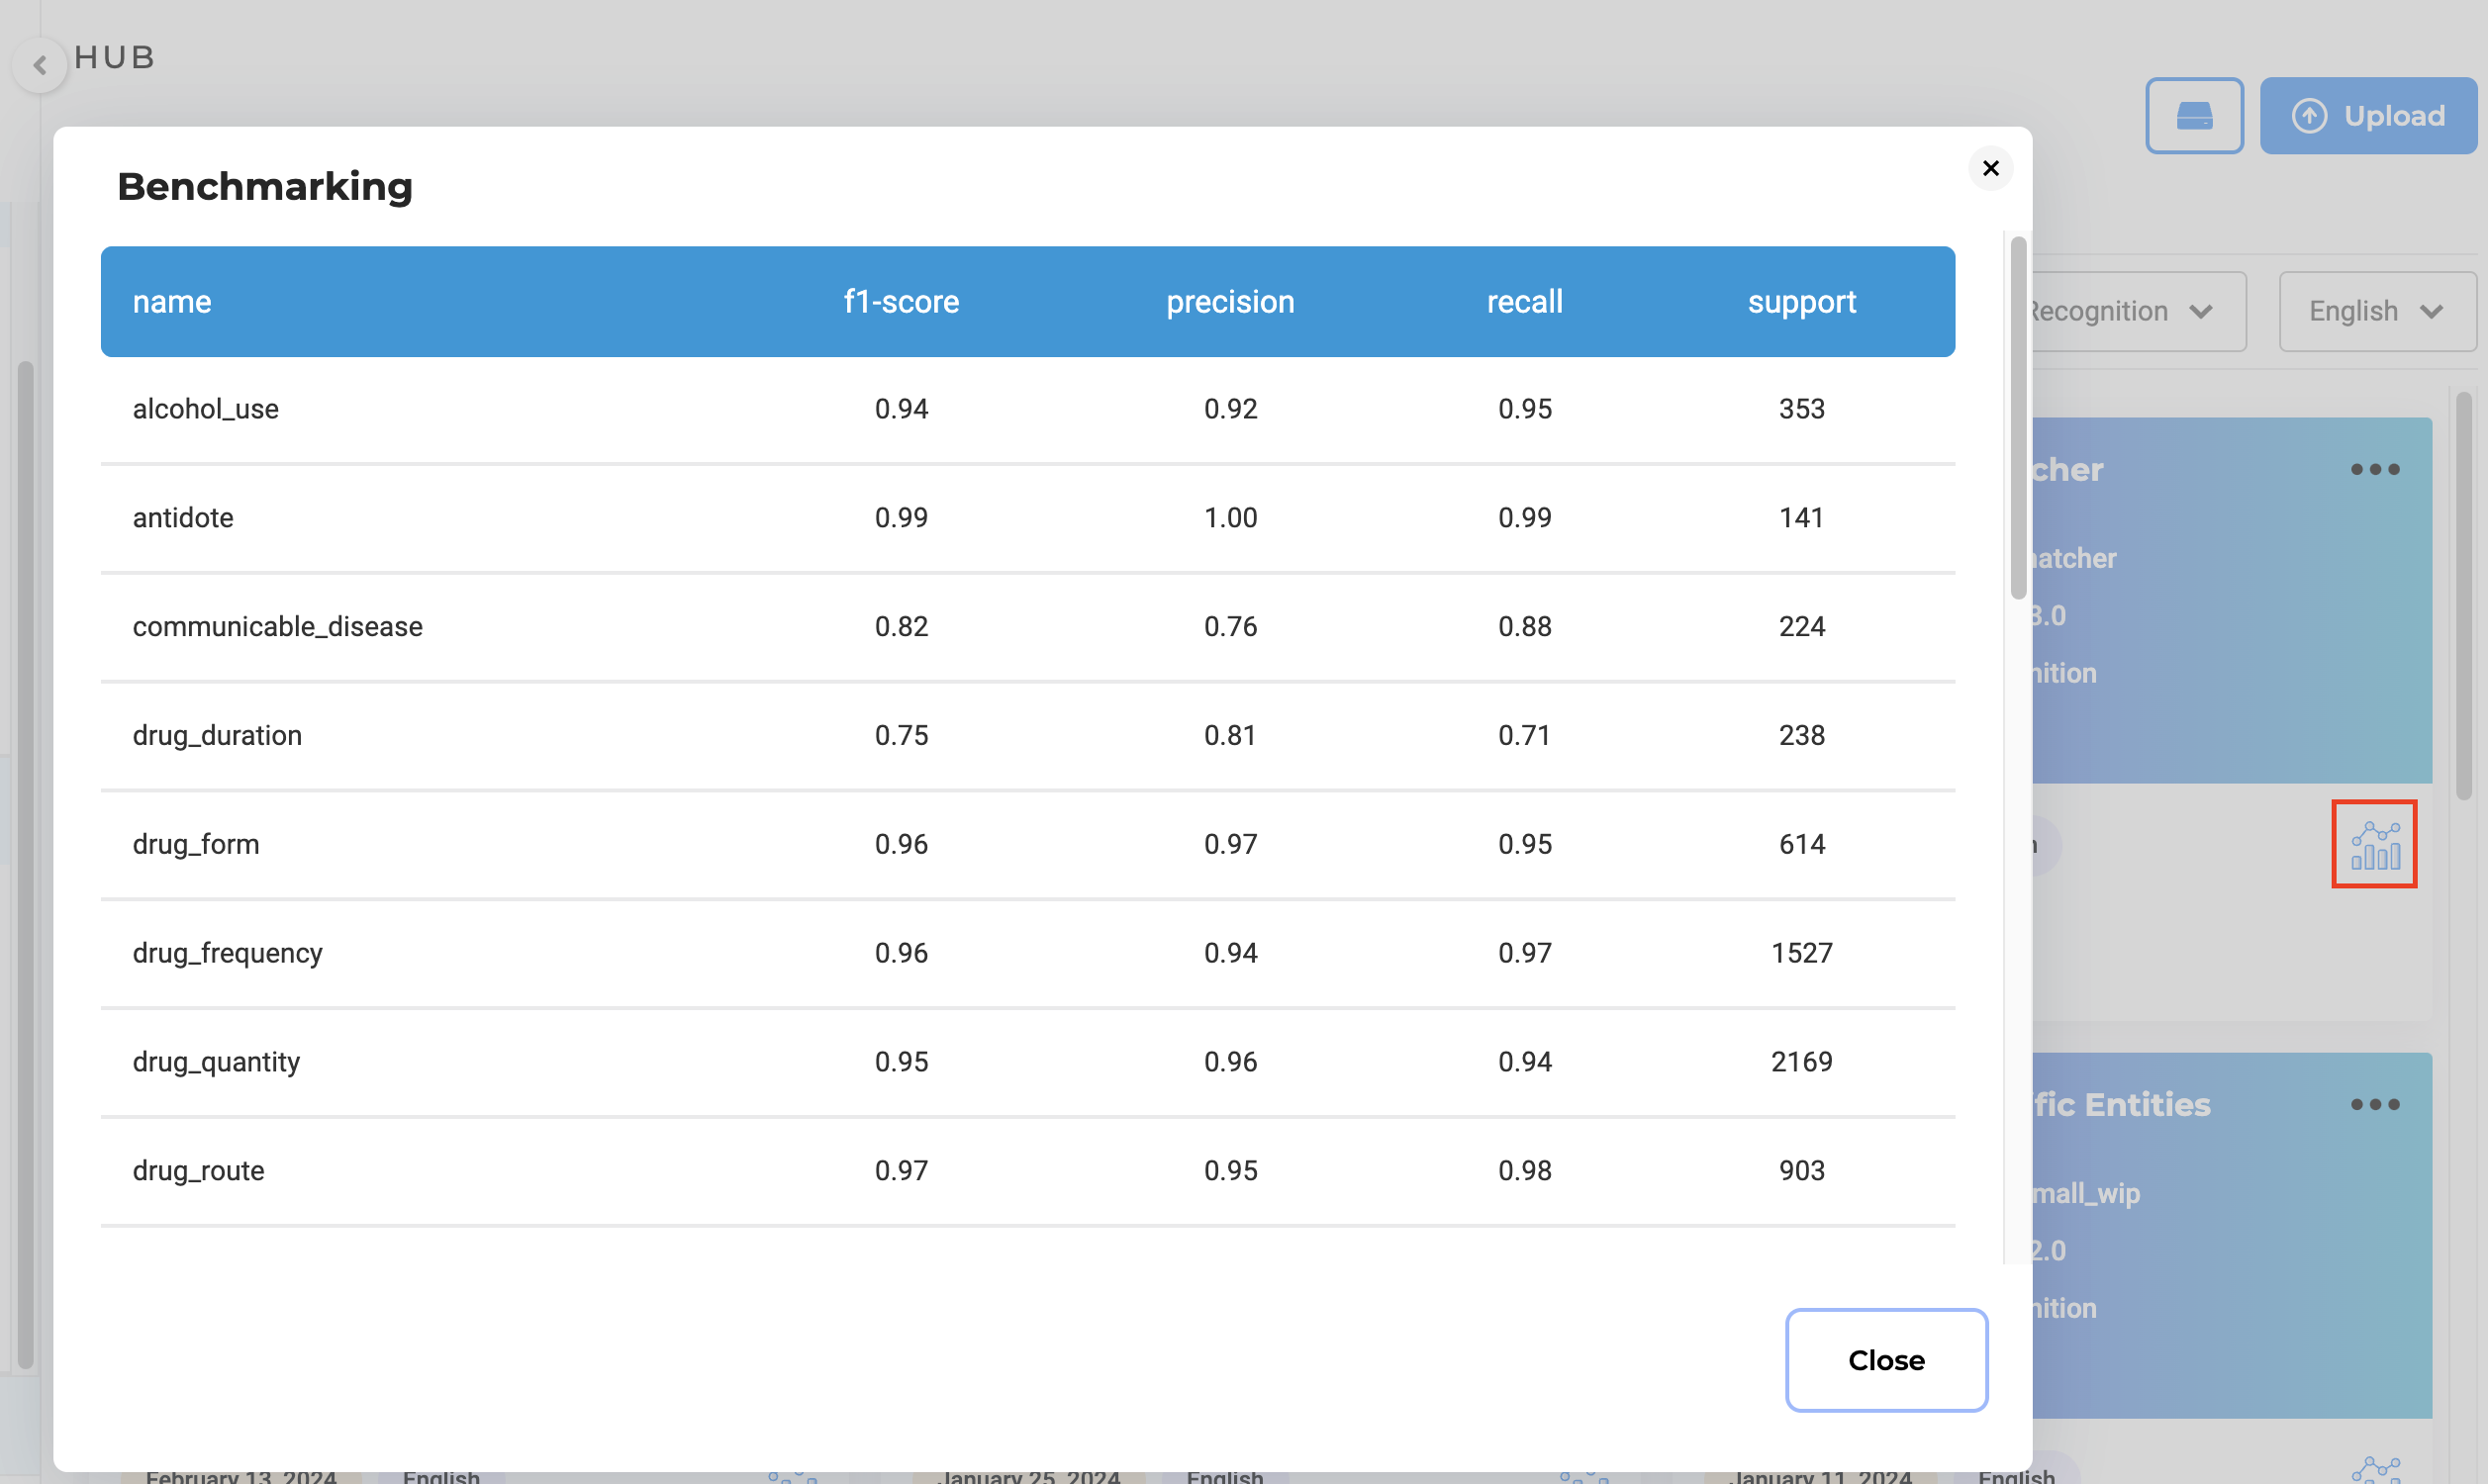 HUB
Upload
Benchmarking
Recognition English
name f1-score precision recall support
alcohol_use 0.94 0.92 0.95 353
antidote 0.99 1.00 0.99 141
communicable_disease 0.82 0.76 0.88 224
drug_duration 0.75 0.81 0.71 238
drug_form 0.96 0.97 0.95 614
drug_frequency 0.96 0.94 0.97 1527
drug_quantity 0.95 0.96 0.94 2169
drug_route 0.97 0.95 0.98 903
cher
atcher
3.0
nition
n
fic Entities
mall_wip
2.0
nition
Close
February 13, 2024 English January 25, 2024 English January 11, 2024 English